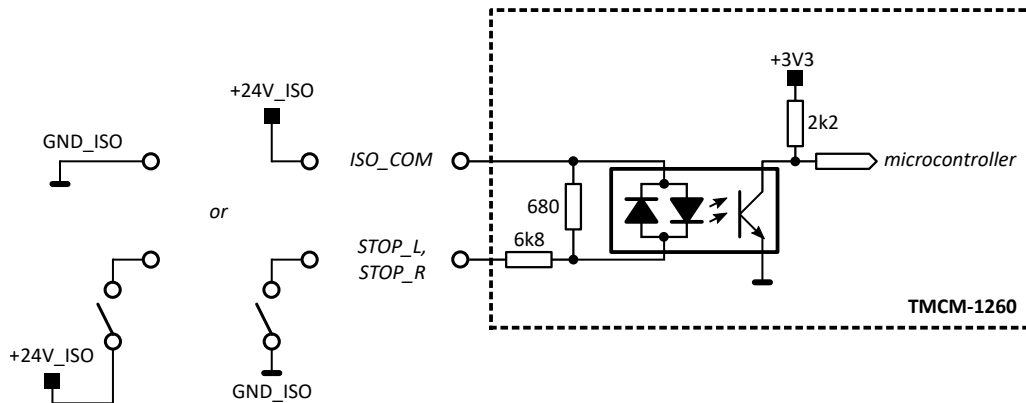 +3V3
+24V_ISO
2k2
GND_ISO
ISO_COM
microcontroller
680
or
6k8
STOP_L,
STOP_R
TMCM-1260
+24V_ISO
GND_ISO